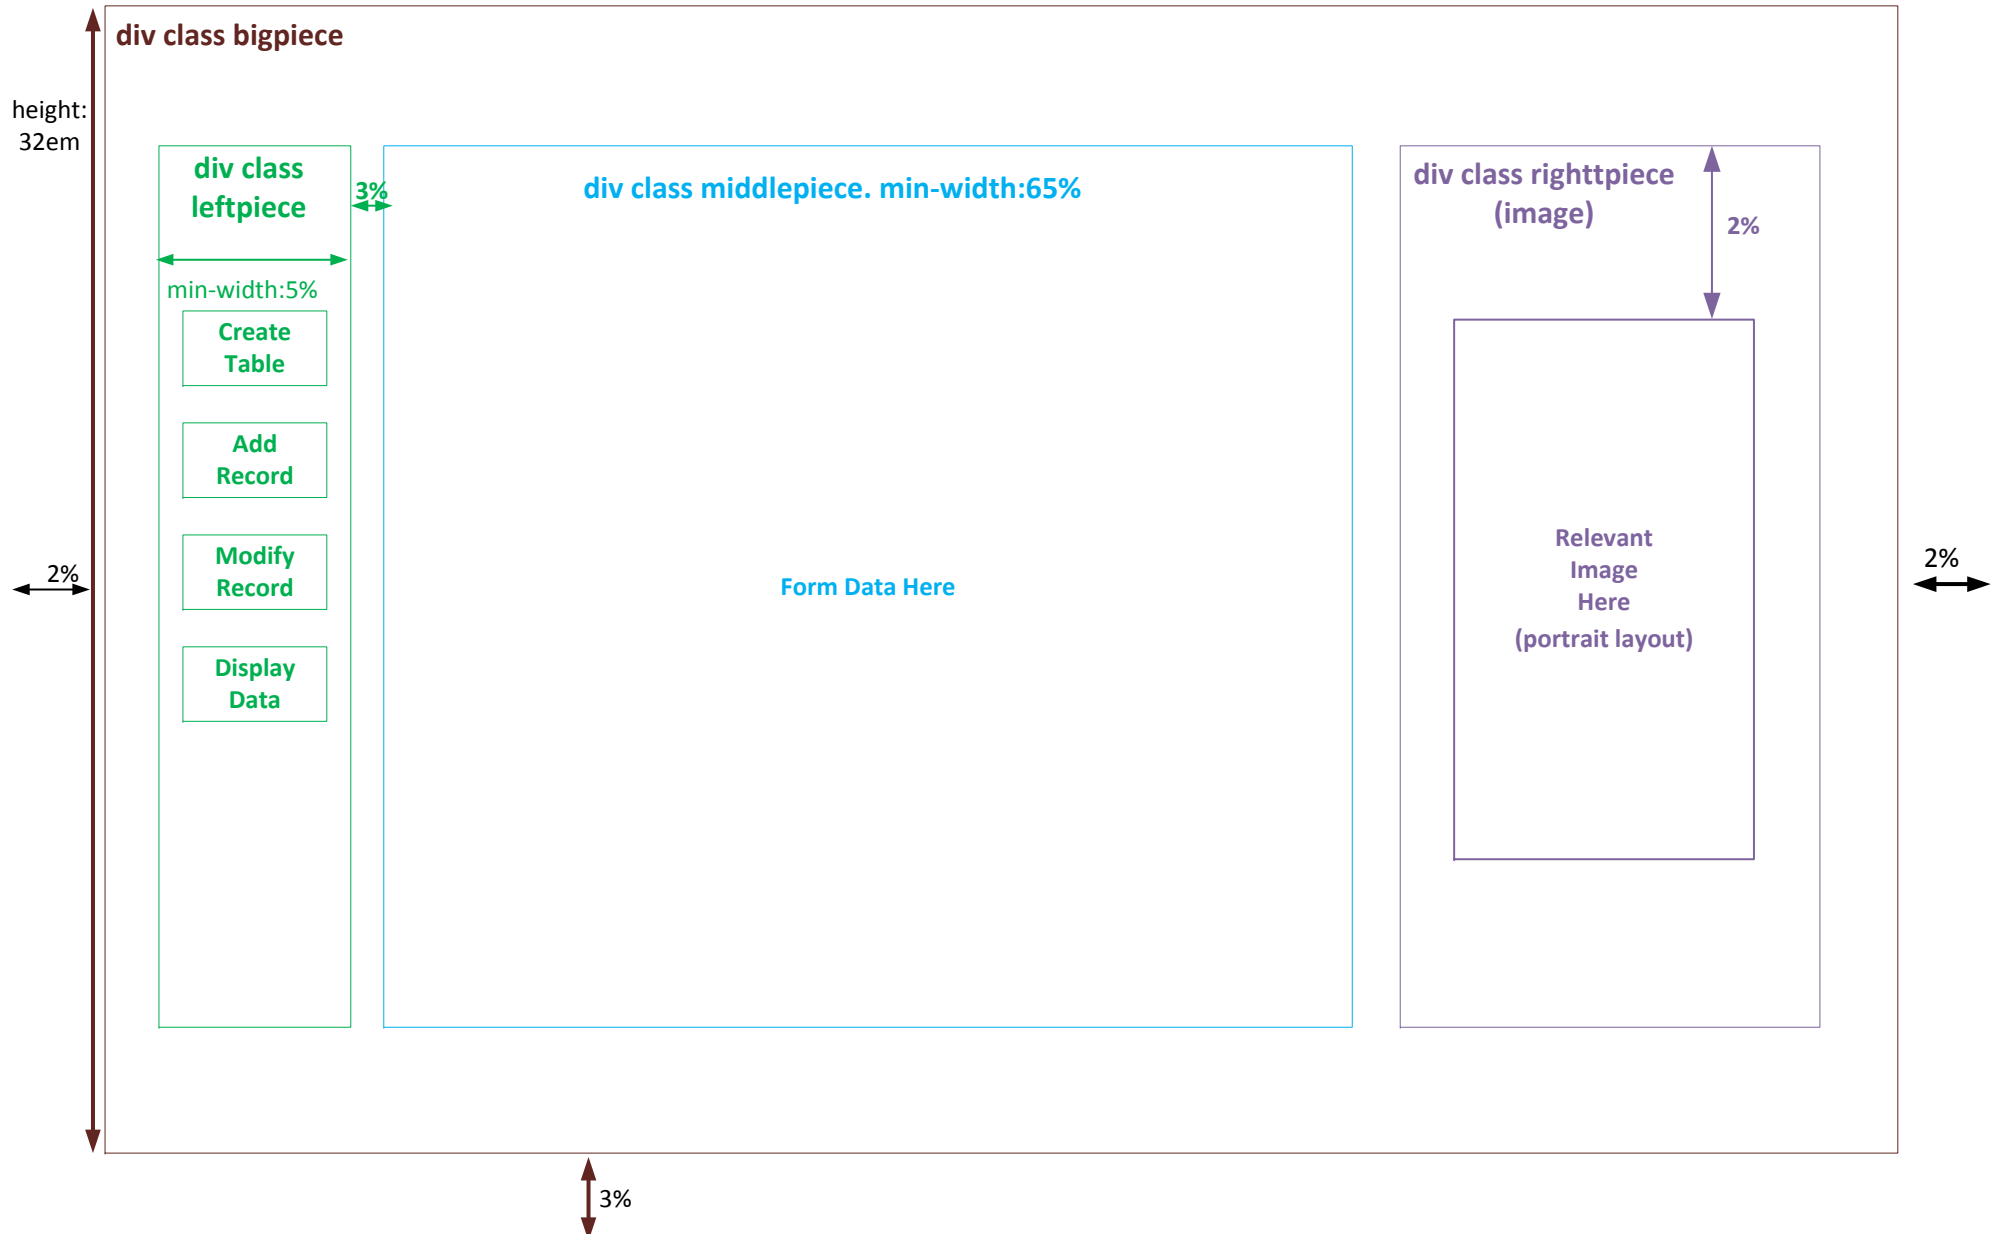 div class bigpiece
height:
32em
div class
leftpiece
3%
div class middlepiece. min-width:65%
div class righttpiece
(image)
2%
min-width:5%
Create
Table
Add
Record
Modify
Record
Display
Data
Form Data Here
Relevant
Image
Here
(portrait layout)
2%
2%
3%